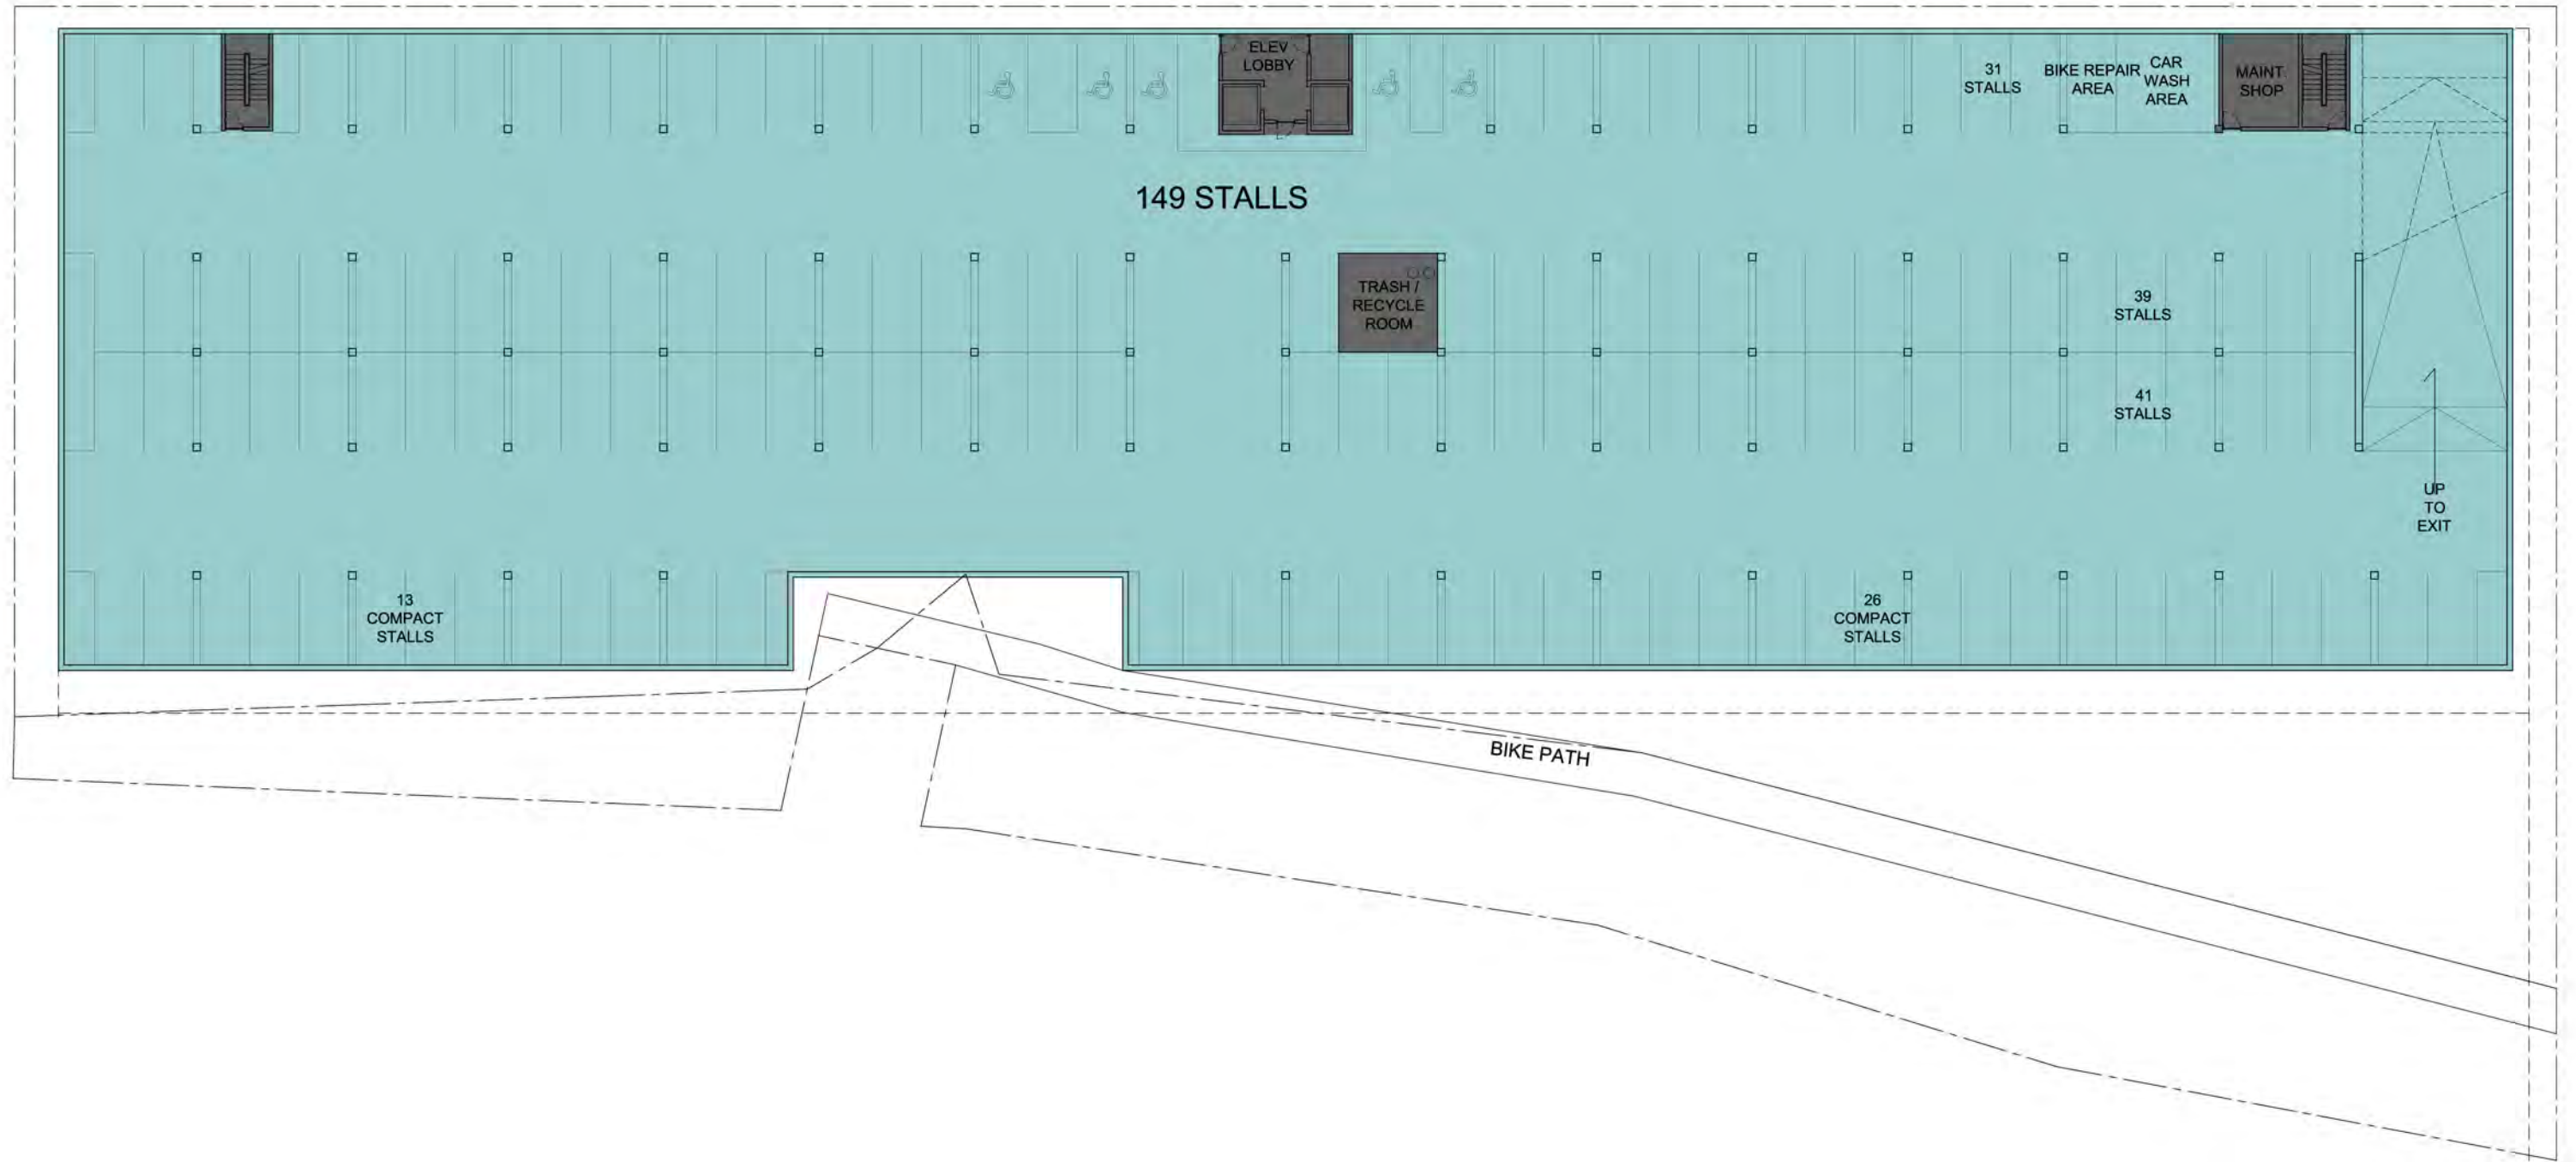 ELEV
LOBBY
31
STALLS
BIKE REPAIR
AREA
CAR
WASH
AREA
MAINT
SHOP
149 STALLS
TRASH /
RECYCLE
ROOM
39
STALLS
41
STALLS
UP
TO
EXIT
13
COMPACT
STALLS
26
COMPACT
STALLS
BIKE PATH